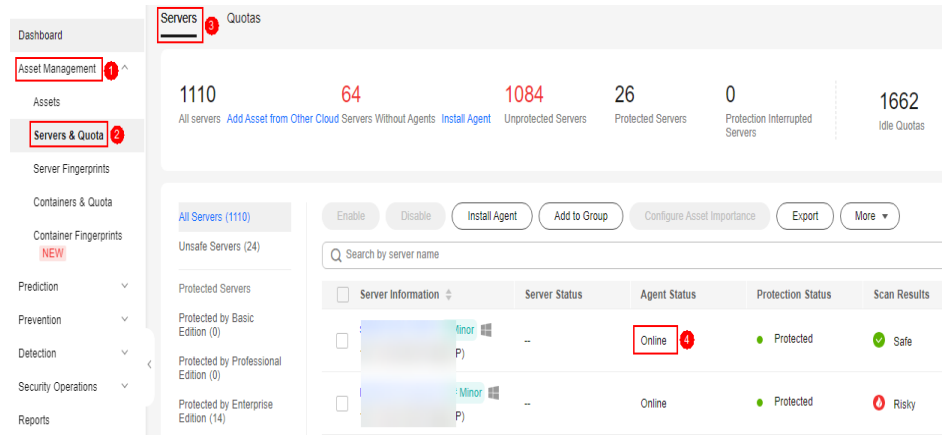 Dashboard
Asset Management 1
Assets
Servers & Quota 2
Server Fingerprints
Containers & Quota
Container Fingerprints
NEW
Prediction
Prevention
Detection
Security Operations
Reports
Servers 3 Quotas
1110 64 1084 26 0 1662
All servers Add Asset from Other Cloud Servers Without Agents Install Agent Unprotected Servers Protected Servers Protection Interrupted Idle Quotas
Servers
All Servers (1110)
Unsafe Servers (24)
Protected Servers
Protected by Basic
Edition (0)
Protected by Professional
Edition (0)
Protected by Enterprise
Edition (14)
Enable Disable Install Agent Add to Group Configure Asset Importance Export More
Search by server name
Server Information Server Status Agent Status Protection Status Scan Results
Minor -- Online 4 Protected Safe
P)
Minor -- Online Protected Risky
P)